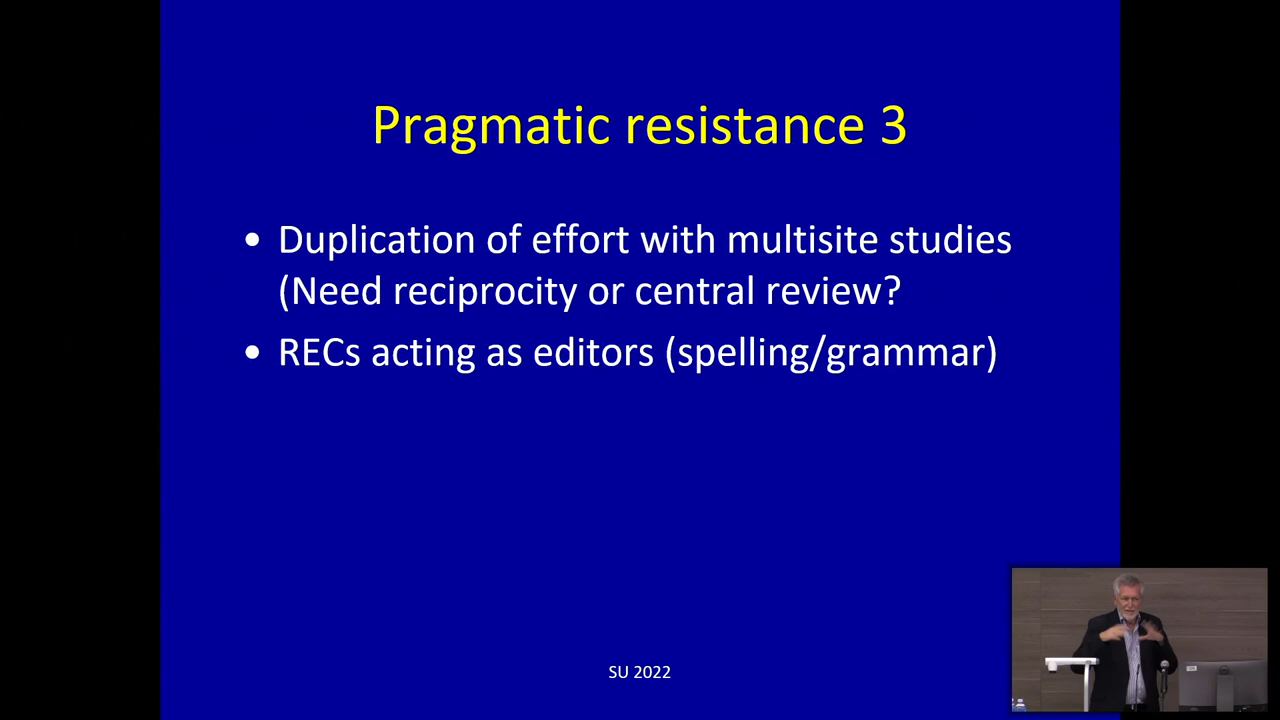 Pragmatic resistance 3
• Duplication of effort with multisite studies
(Need reciprocity or central review?
• RECs acting as editors (spelling/grammar)
SU 2022